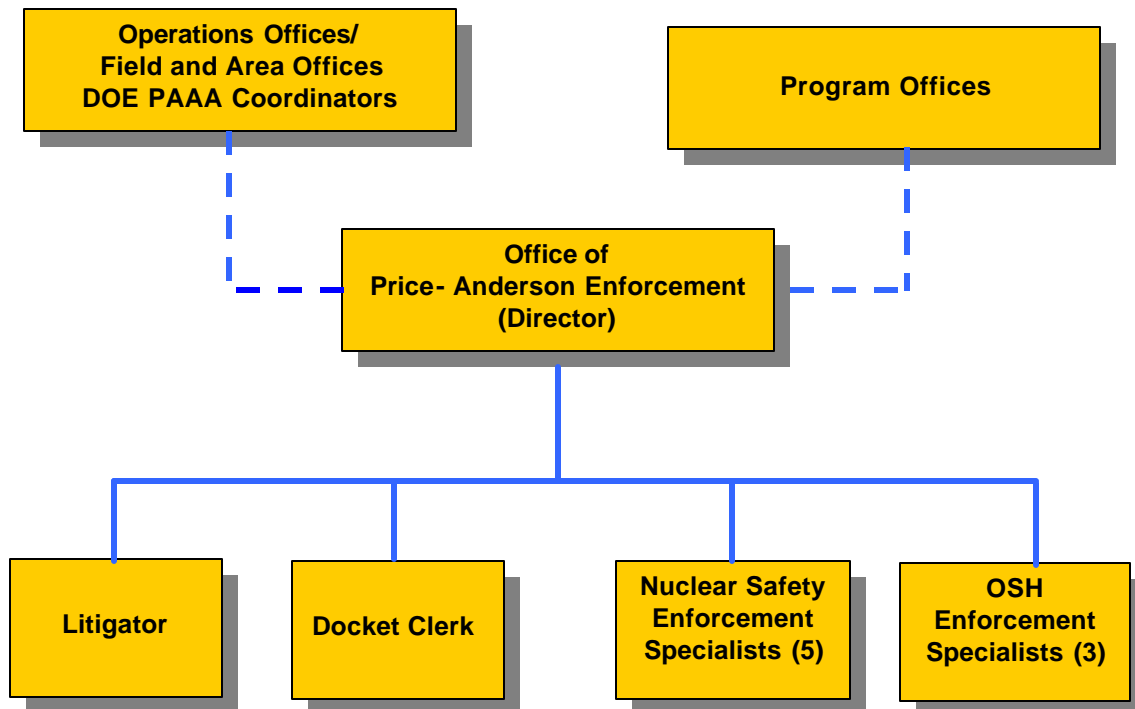 Operations Offices/
Field and Area Offices
DOE PAAA Coordinators
Program Offices
Office of
Price- Anderson Enforcement
(Director)
Litigator
Docket Clerk
Nuclear Safety
Enforcement
Specialists (5)
OSH
Enforcement
Specialists (3)